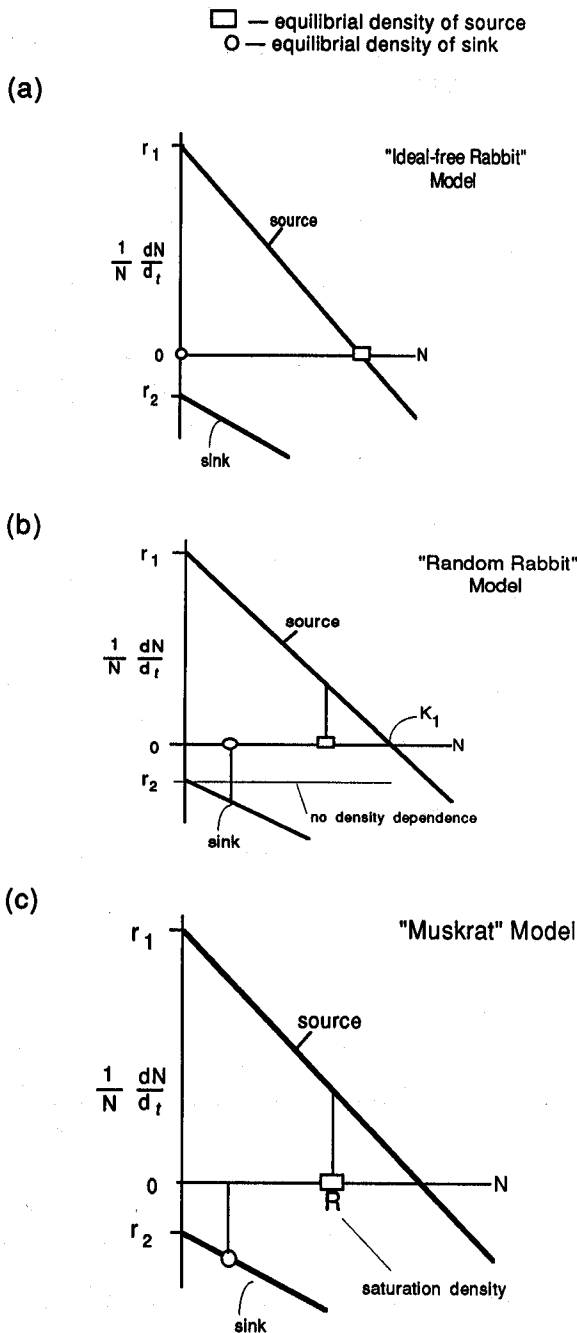 — equilibrial density of source
— equilibrial density of sink
(a)
"Ideal-free Rabbit"
Model
r1
source
1 dN
N dt
0
N
r2
sink
(b)
"Random Rabbit"
Model
r1
source
1 dN
N dt
K1
0
N
r2
no density dependence
sink
(c)
"Muskrat" Model
r1
source
1 dN
N dt
0
N
R
r2
saturation density
sink